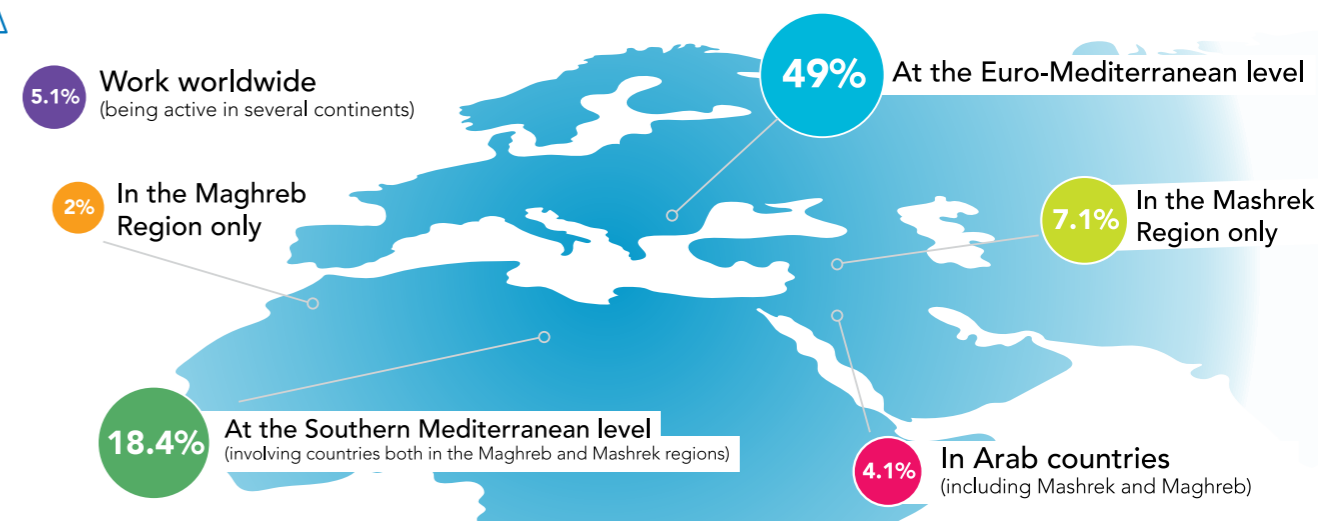 5.1%
Work worldwide
(being active in several continents)
49%
At the Euro-Mediterranean level
2%
In the Maghreb
Region only
7.1%
In the Mashrek
Region only
18.4%
At the Southern Mediterranean level
(involving countries both in the Maghreb and Mashrek regions)
4.1%
In Arab countries
(including Mashrek and Maghreb)